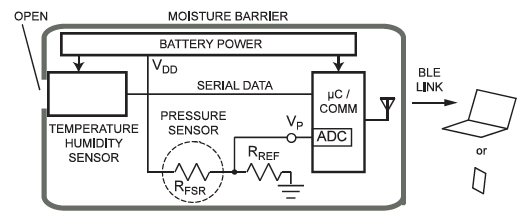 OPEN
MOISTURE BARRIER
BATTERY POWER
VDD
SERIAL DATA
µC /
COMM
BLE
LINK
TEMPERATURE
HUMIDITY
SENSOR
PRESSURE
SENSOR
VP
ADC
RFSR
RREF
or